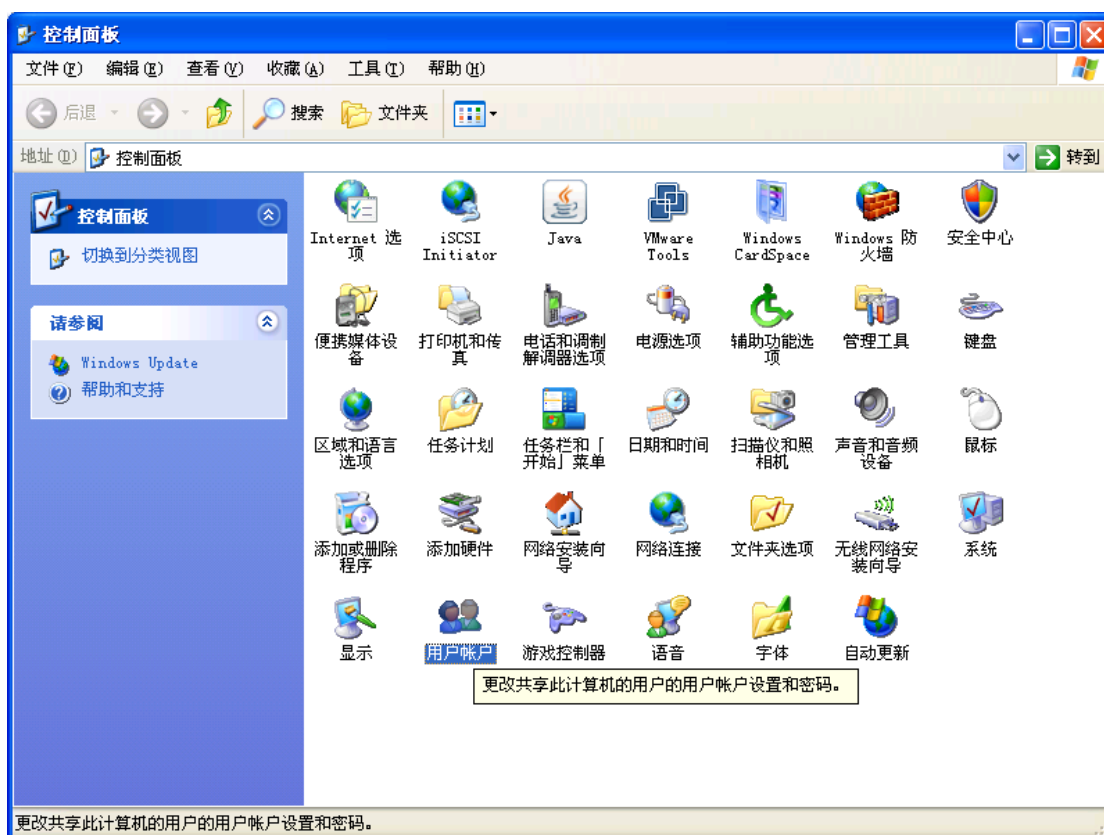 控制面板
文件(F) 编辑(E) 查看(V) 收藏(A) 工具(T) 帮助(H)
后退 搜索 文件夹
地址(D) 控制面板 转到
控制面板
切换到分类视图
请参阅
Windows Update
帮助和支持
Internet 选
项
iSCSI
Initiator
Java
VMware
Tools
Windows
CardSpace
Windows 防
火墙
安全中心
便携媒体设
备
打印机和传
真
电话和调制
解调器选项
电源选项
辅助功能选
项
管理工具
键盘
区域和语言
选项
任务计划
任务栏和「
开始」菜单
日期和时间
扫描仪和照
相机
声音和音频
设备
鼠标
添加或删除
程序
添加硬件
网络安装向
导
网络连接
文件夹选项
无线网络安
装向导
系统
显示
用户帐户
游戏控制器
语音
字体
自动更新
更改共享此计算机的用户的用户帐户设置和密码。
更改共享此计算机的用户的用户帐户设置和密码。